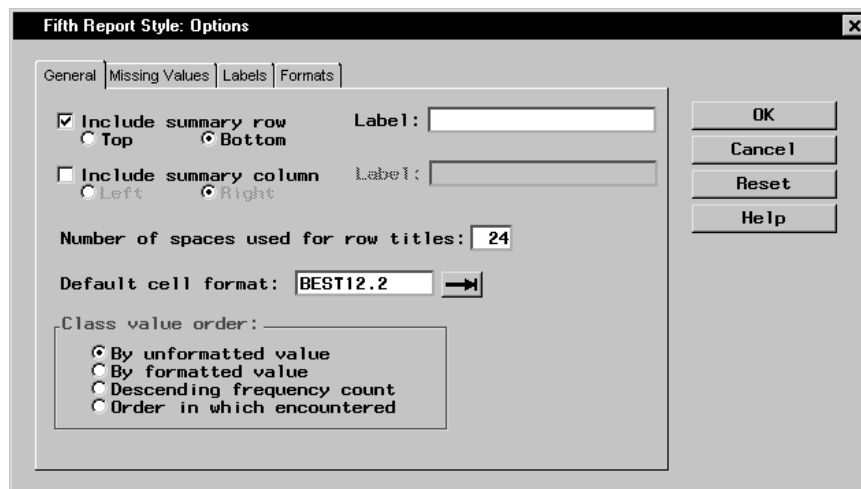 Fifth Report Style: Options
General Missing Values Labels Formats
Include summary row Label:
Top Bottom
Include summary column Label:
Left Right
Number of spaces used for row titles: 24
Default cell format: BEST12.2
Class value order:
By unformatted value
By formatted value
Descending frequency count
Order in which encountered
OK
Cancel
Reset
Help